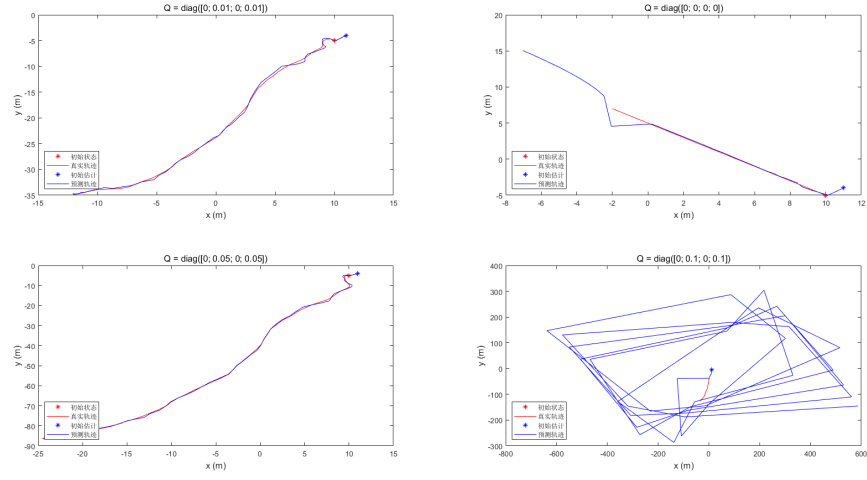 Q = diag([0; 0.01; 0; 0.01])
-5
-10
-15
-20
-25
-30
-35
y (m)
-15
-10
-5
0
5
10
15
x (m)
初始状态
真实轨迹
初始估计
预测轨迹
Q = diag([0; 0; 0; 0])
20
15
10
5
0
-5
y (m)
-8
-6
-4
-2
0
2
4
6
8
10
12
x (m)
初始状态
真实轨迹
初始估计
预测轨迹
Q = diag([0; 0.05; 0; 0.05])
0
-10
-20
-30
-40
-50
-60
-70
-80
-90
y (m)
-25
-20
-15
-10
-5
0
5
10
15
x (m)
初始状态
真实轨迹
初始估计
预测轨迹
Q = diag([0; 0.1; 0; 0.1])
400
300
200
100
0
-100
-200
-300
y (m)
-800
-600
-400
-200
0
200
400
600
x (m)
初始状态
真实轨迹
初始估计
预测轨迹